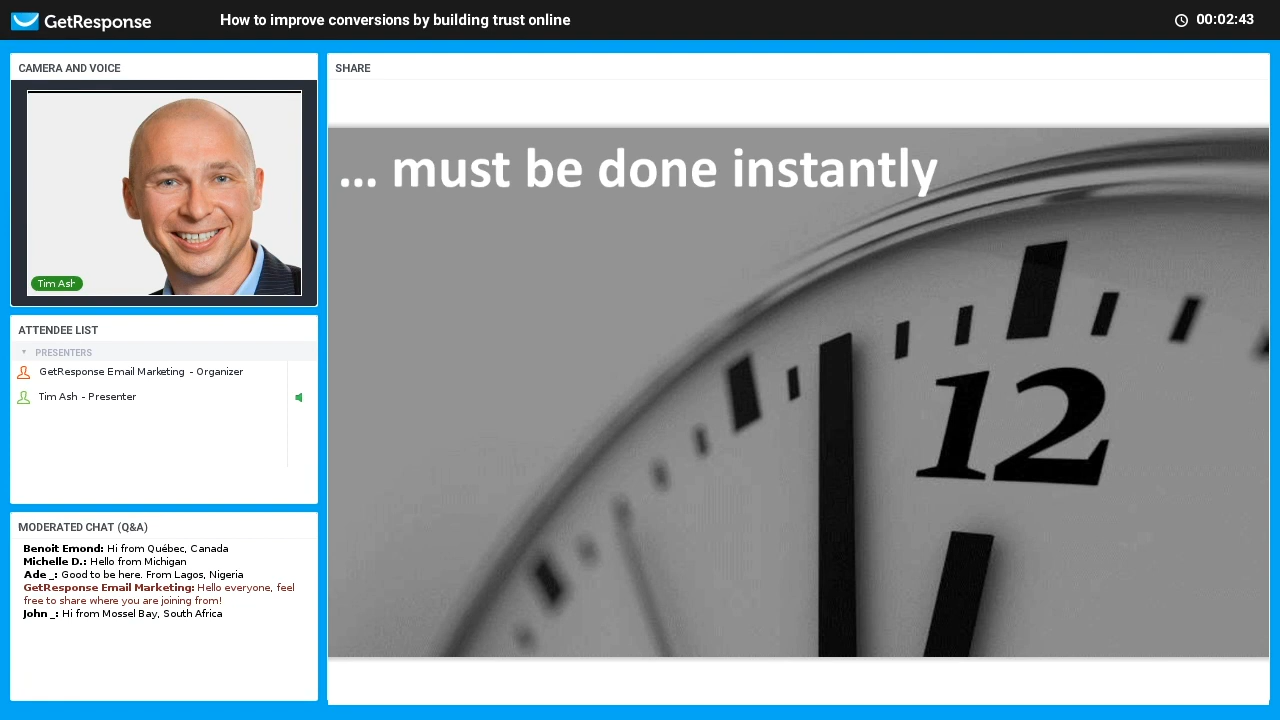 GetResponse
How to improve conversions by building trust online
00:02:43
CAMERA AND VOICE
Tim Ash
ATTENDEE LIST
PRESENTERS
GetResponse Email Marketing - Organizer
Tim Ash - Presenter
MODERATED CHAT (Q&A)
Benoit Emond: Hi from Québec, Canada
Michelle D.: Hello from Michigan
Ade _: Good to be here. From Lagos, Nigeria
GetResponse Email Marketing: Hello everyone, feel
free to share where you are joining from!
John _: Hi from Mossel Bay, South Africa
SHARE
... must be done instantly
12